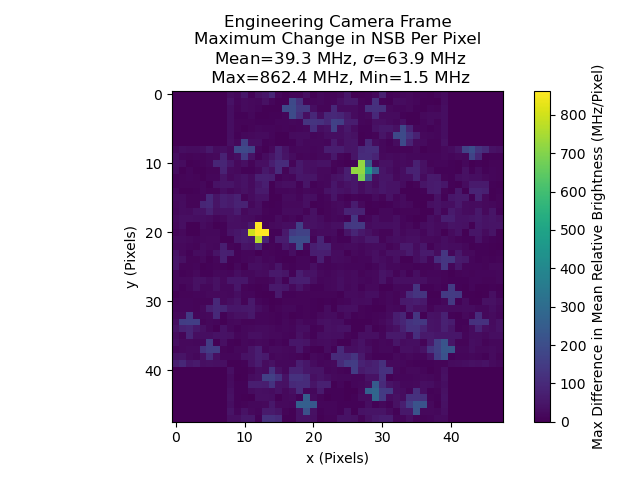 Engineering Camera Frame
Maximum Change in NSB Per Pixel
Mean=39.3 MHz, σ=63.9 MHz
Max=862.4 MHz, Min=1.5 MHz
0
10
20
30
40
y (Pixels)
0 10 20 30 40
x (Pixels)
800
700
600
500
400
300
200
100
0
Max Difference in Mean Relative Brightness (MHz/Pixel)